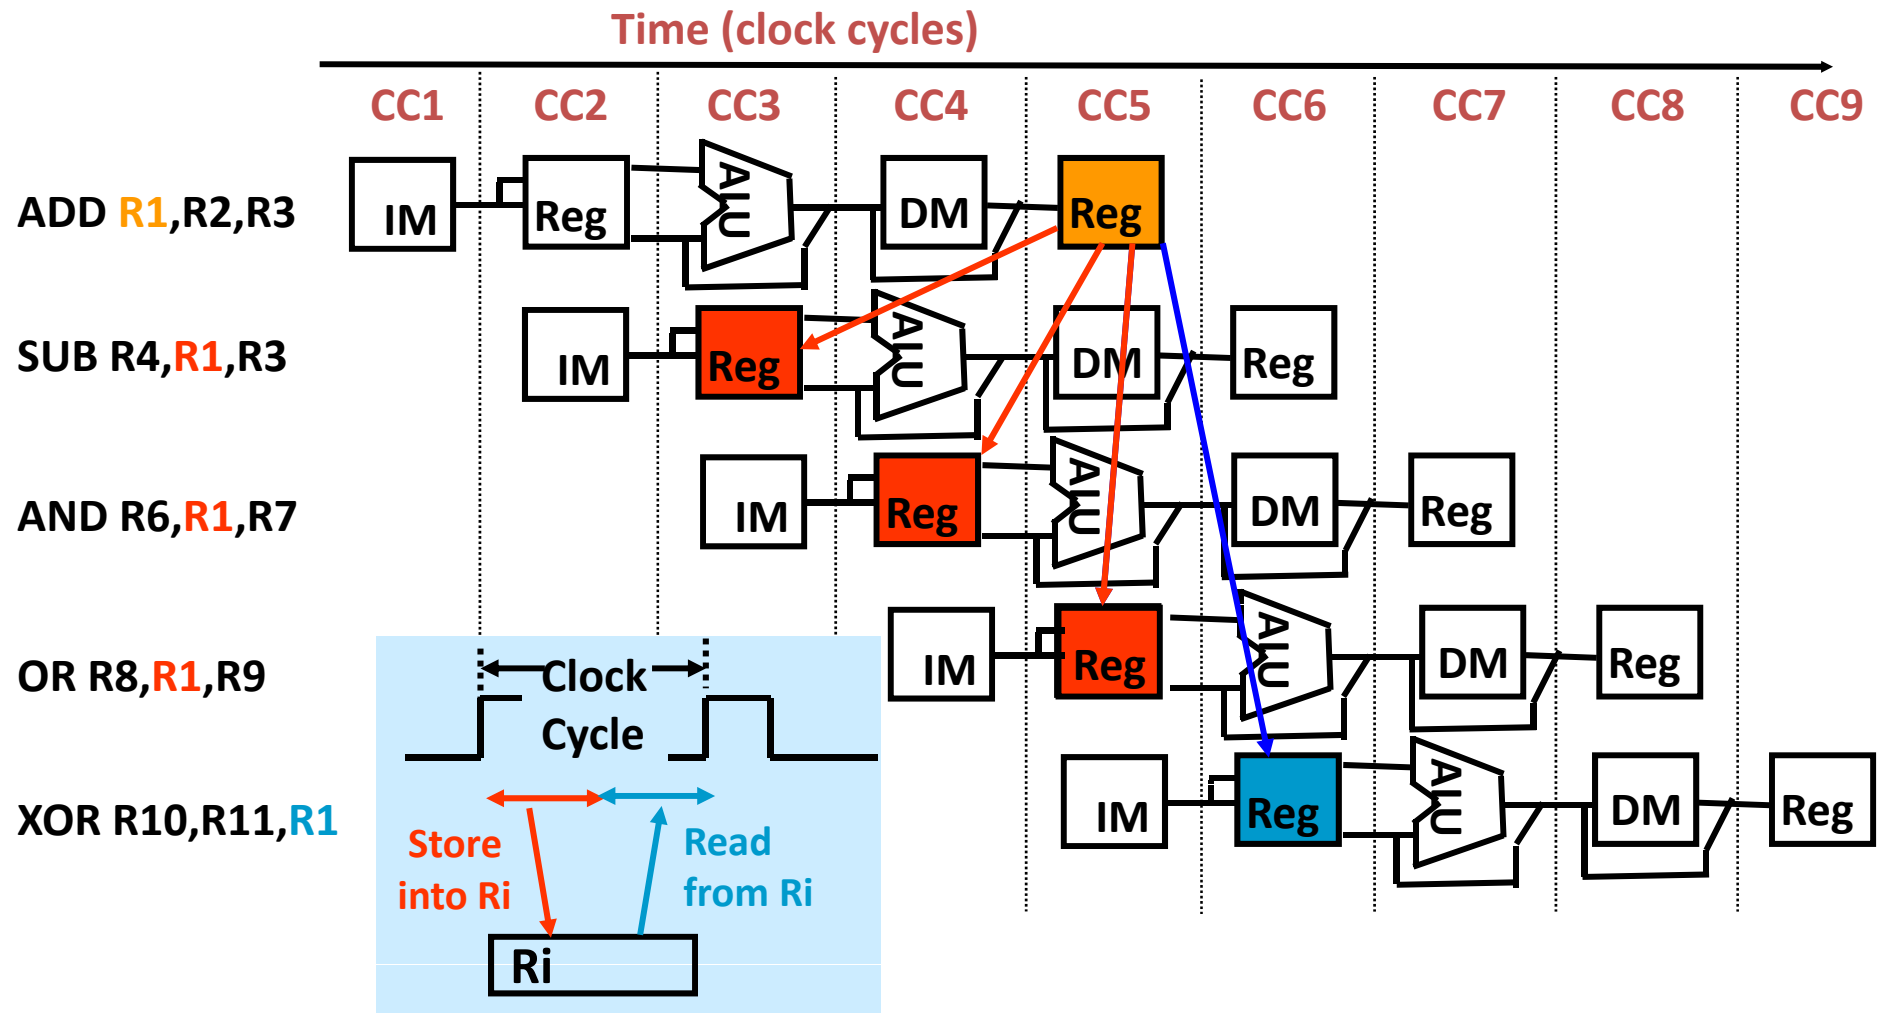 Time (clock cycles)
CC1 CC2 CC3 CC4 CC5 CC6 CC7 CC8 CC9
ADD R1,R2,R3 IM Reg ALU DM Reg
SUB R4,R1,R3 IM Reg ALU DM Reg
AND R6,R1,R7 IM Reg ALU DM Reg
OR R8,R1,R9 IM Reg ALU DM Reg
XOR R10,R11,R1 IM Reg ALU DM Reg
Clock
Cycle
Store
into Ri
Read
from Ri
Ri